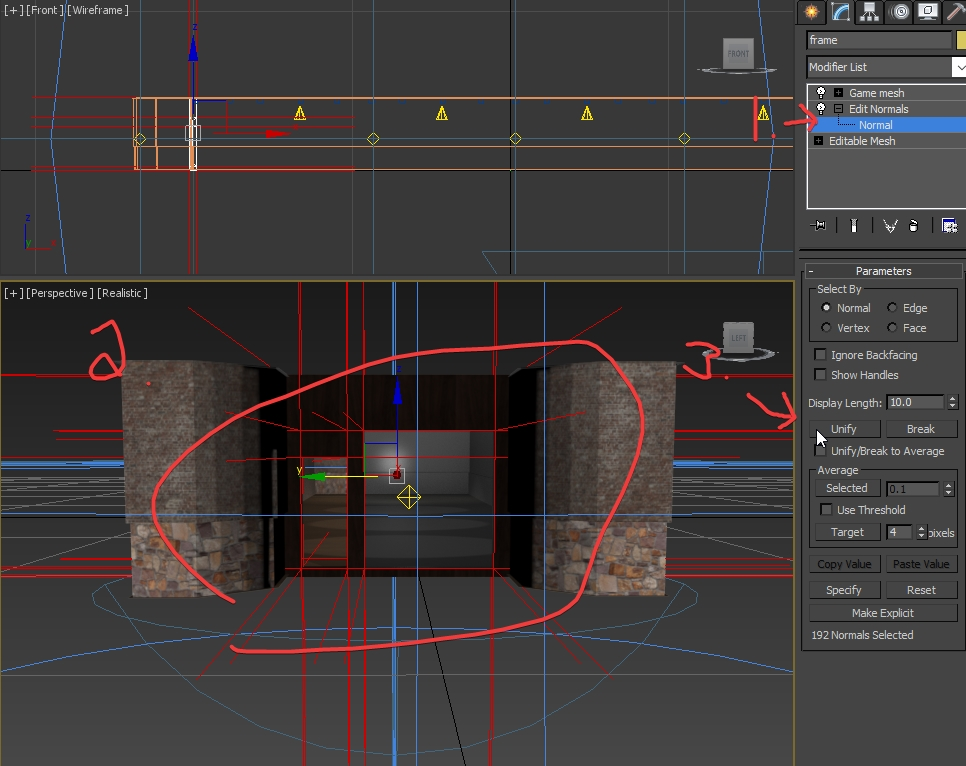 [+] [Front] [Wireframe]
z
FRONT
z
y
x
[+] [Perspective] [Realistic]
2
LEFT
3.
y
1
frame
Modifier List
Game mesh
Edit Normals
Normal
Editable Mesh
Parameters
Select By
Normal Edge
Vertex Face
Ignore Backfacing
Show Handles
Display Length: 10.0
Unify Break
Unify/Break to Average
Average
Selected 0.1
Use Threshold
Target 4 pixels
Copy Value Paste Value
Specify Reset
Make Explicit
192 Normals Selected